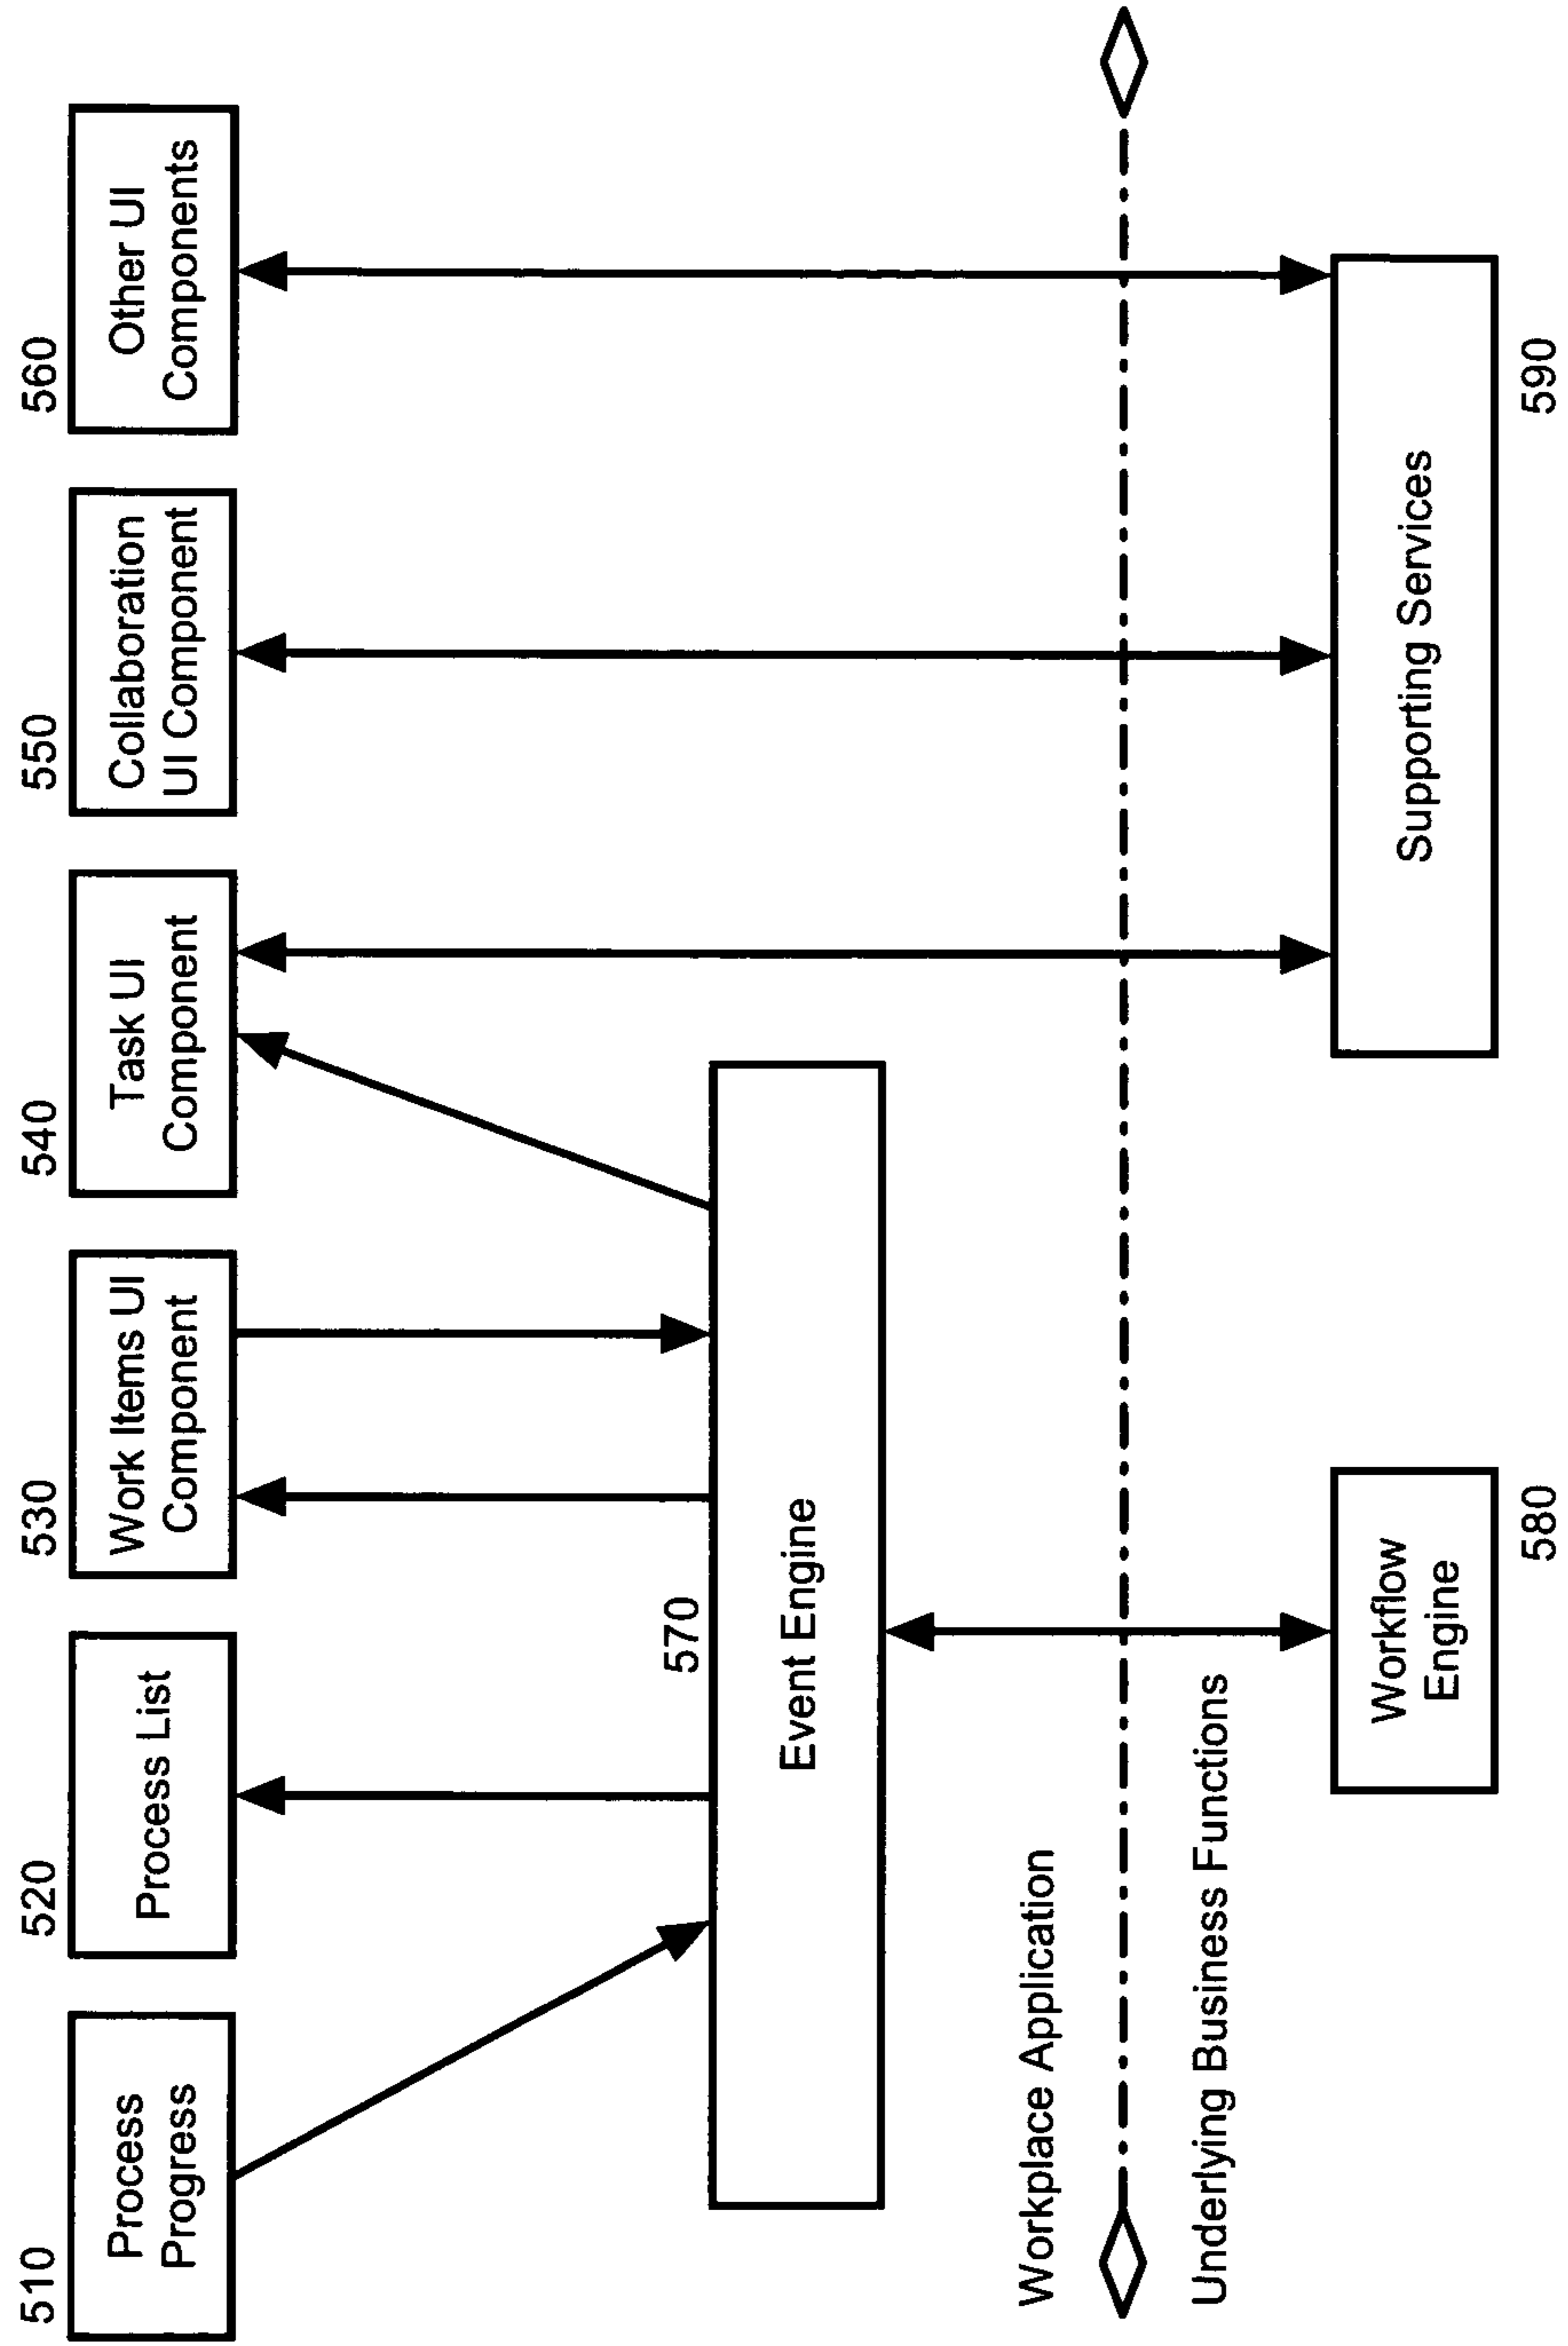 510
Process
Progress
520
Process List
530
Work Items UI
Component
540
Task UI
Component
550
Collaboration
UI Component
560
Other UI
Components
570
Event Engine
Workplace Application
Underlying Business Functions
Workflow
Engine
580
Supporting Services
590